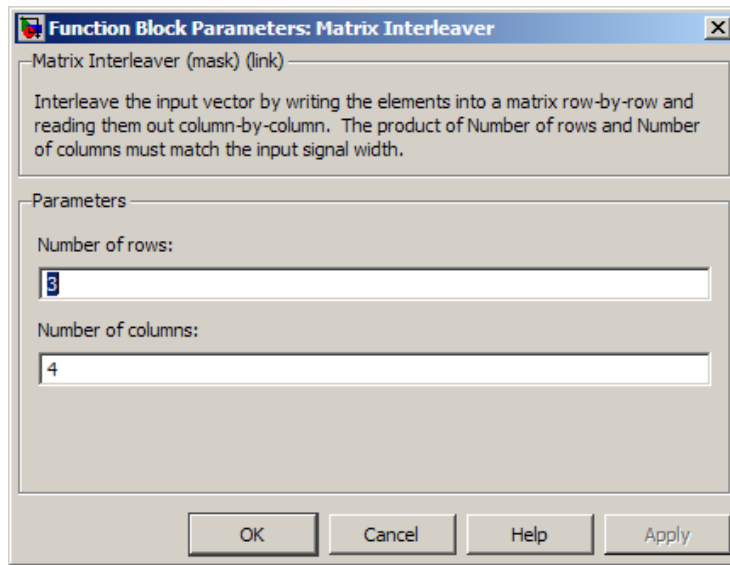 Function Block Parameters: Matrix Interleaver
Matrix Interleaver (mask) (link)
Interleave the input vector by writing the elements into a matrix row-by-row and
reading them out column-by-column. The product of Number of rows and Number
of columns must match the input signal width.
Parameters
Number of rows:
3
Number of columns:
4
OK Cancel Help Apply